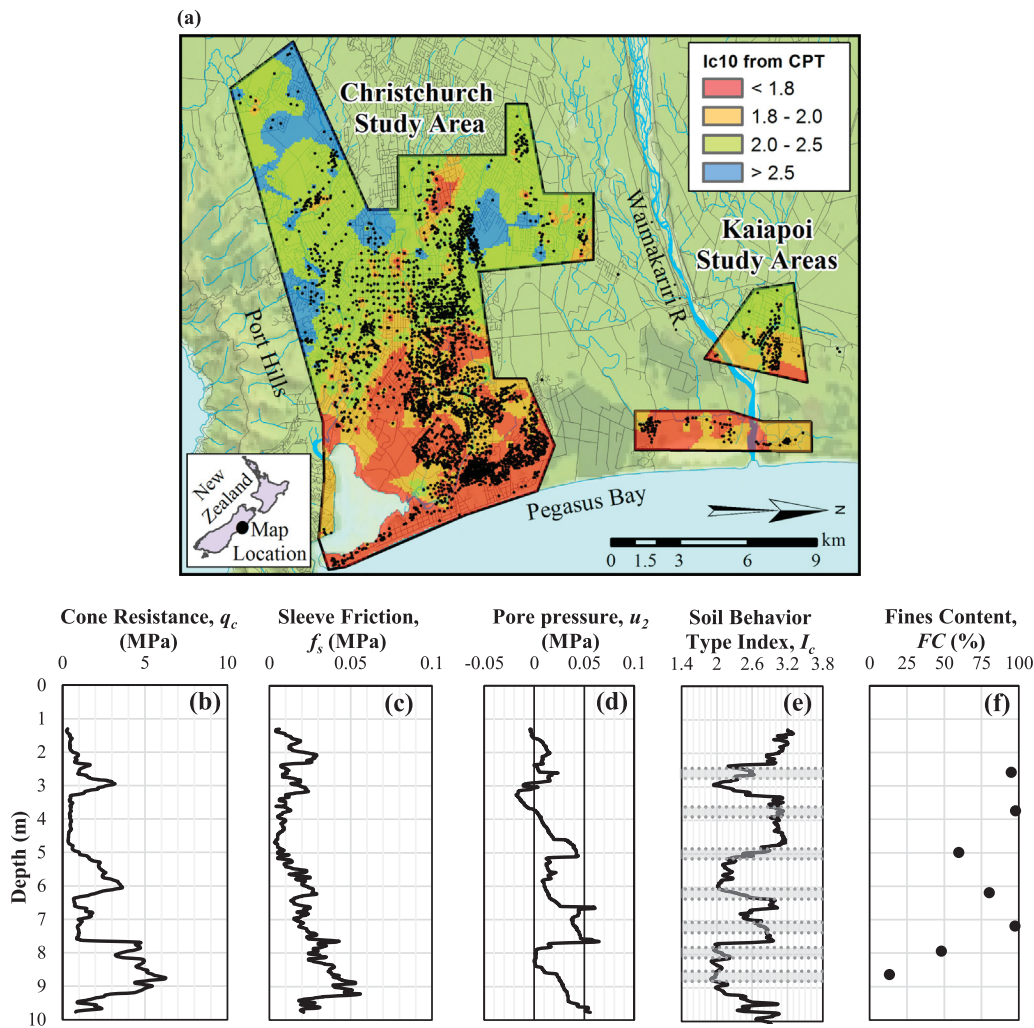 (a)
Christchurch
Study Area
Ic10 from CPT
< 1.8
1.8 - 2.0
2.0 - 2.5
> 2.5
Waimakariri R.
Kaiapoi
Study Areas
Port Hills
New
Zealand
Map
Location
Pegasus Bay
N
km
0 1.5 3 6 9
Cone Resistance, qc
(MPa)
0 5 10
Sleeve Friction,
fs (MPa)
0 0.05 0.1
Pore pressure, u2
(MPa)
-0.05 0 0.05 0.1
Soil Behavior
Type Index, Ic
1.4 2 2.6 3.2 3.8
Fines Content,
FC (%)
0 25 50 75 100
(b)
(c)
(d)
(e)
(f)
Depth (m)
0
1
2
3
4
5
6
7
8
9
10